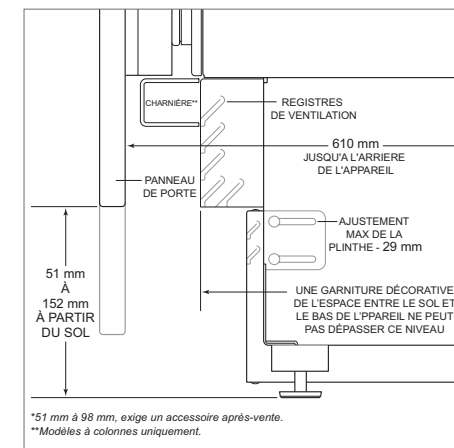 CHARNIÈRE**
REGISTRES
DE VENTILATION
610 mm
JUSQU'A L'ARRIERE
DE L'APPAREIL
PANNEAU
DE PORTE
AJUSTEMENT
MAX DE LA
PLINTHE - 29 mm
51 mm
À
152 mm
À PARTIR
DU SOL
UNE GARNITURE DÉCORATIVE
DE L'ESPACE ENTRE LE SOL ET
LE BAS DE L'PPAREIL NE PEUT
PAS DÉPASSER CE NIVEAU
*51 mm à 98 mm, exige un accessoire après-vente.
**Modèles à colonnes uniquement.